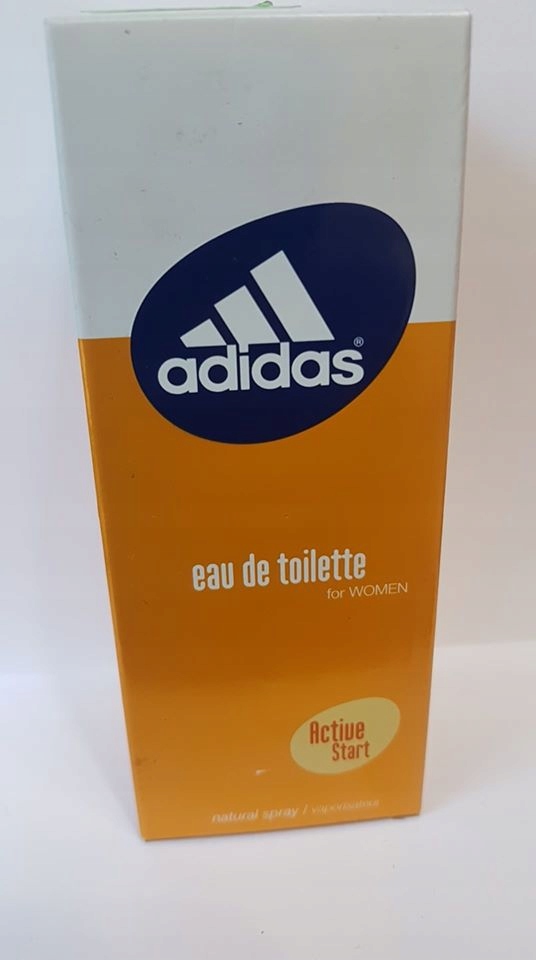 adidas®
eau de toilette
for WOMEN
Active
Start
natural spray / vaporisateur